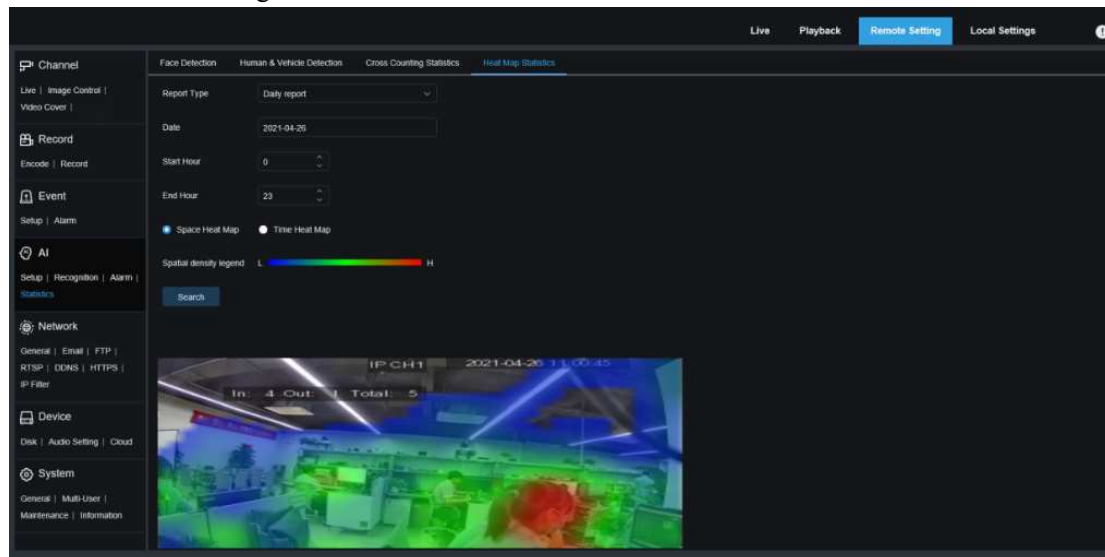 Live Playback Remote Setting Local Settings
Channel
Live | Image Control |
Video Cover |
Record
Encode | Record
Event
Setup | Alarm
AI
Setup | Recognition | Alarm |
Statistics
Network
General | Email | FTP |
RTSP | DDNS | HTTPS |
IP Filter
Device
Disk | Audio Setting | Cloud
System
General | Multi-User |
Maintenance | Information
Face Detection Human & Vehicle Detection Cross Counting Statistics Heat Map Statistics
Report Type Daily report
Date 2021-04-26
Start Hour 0
End Hour 23
Space Heat Map Time Heat Map
Spatial density legend L H
Search
IP CH1 2021-04-26 11:00:45
In: 4 Out: 1 Total: 5